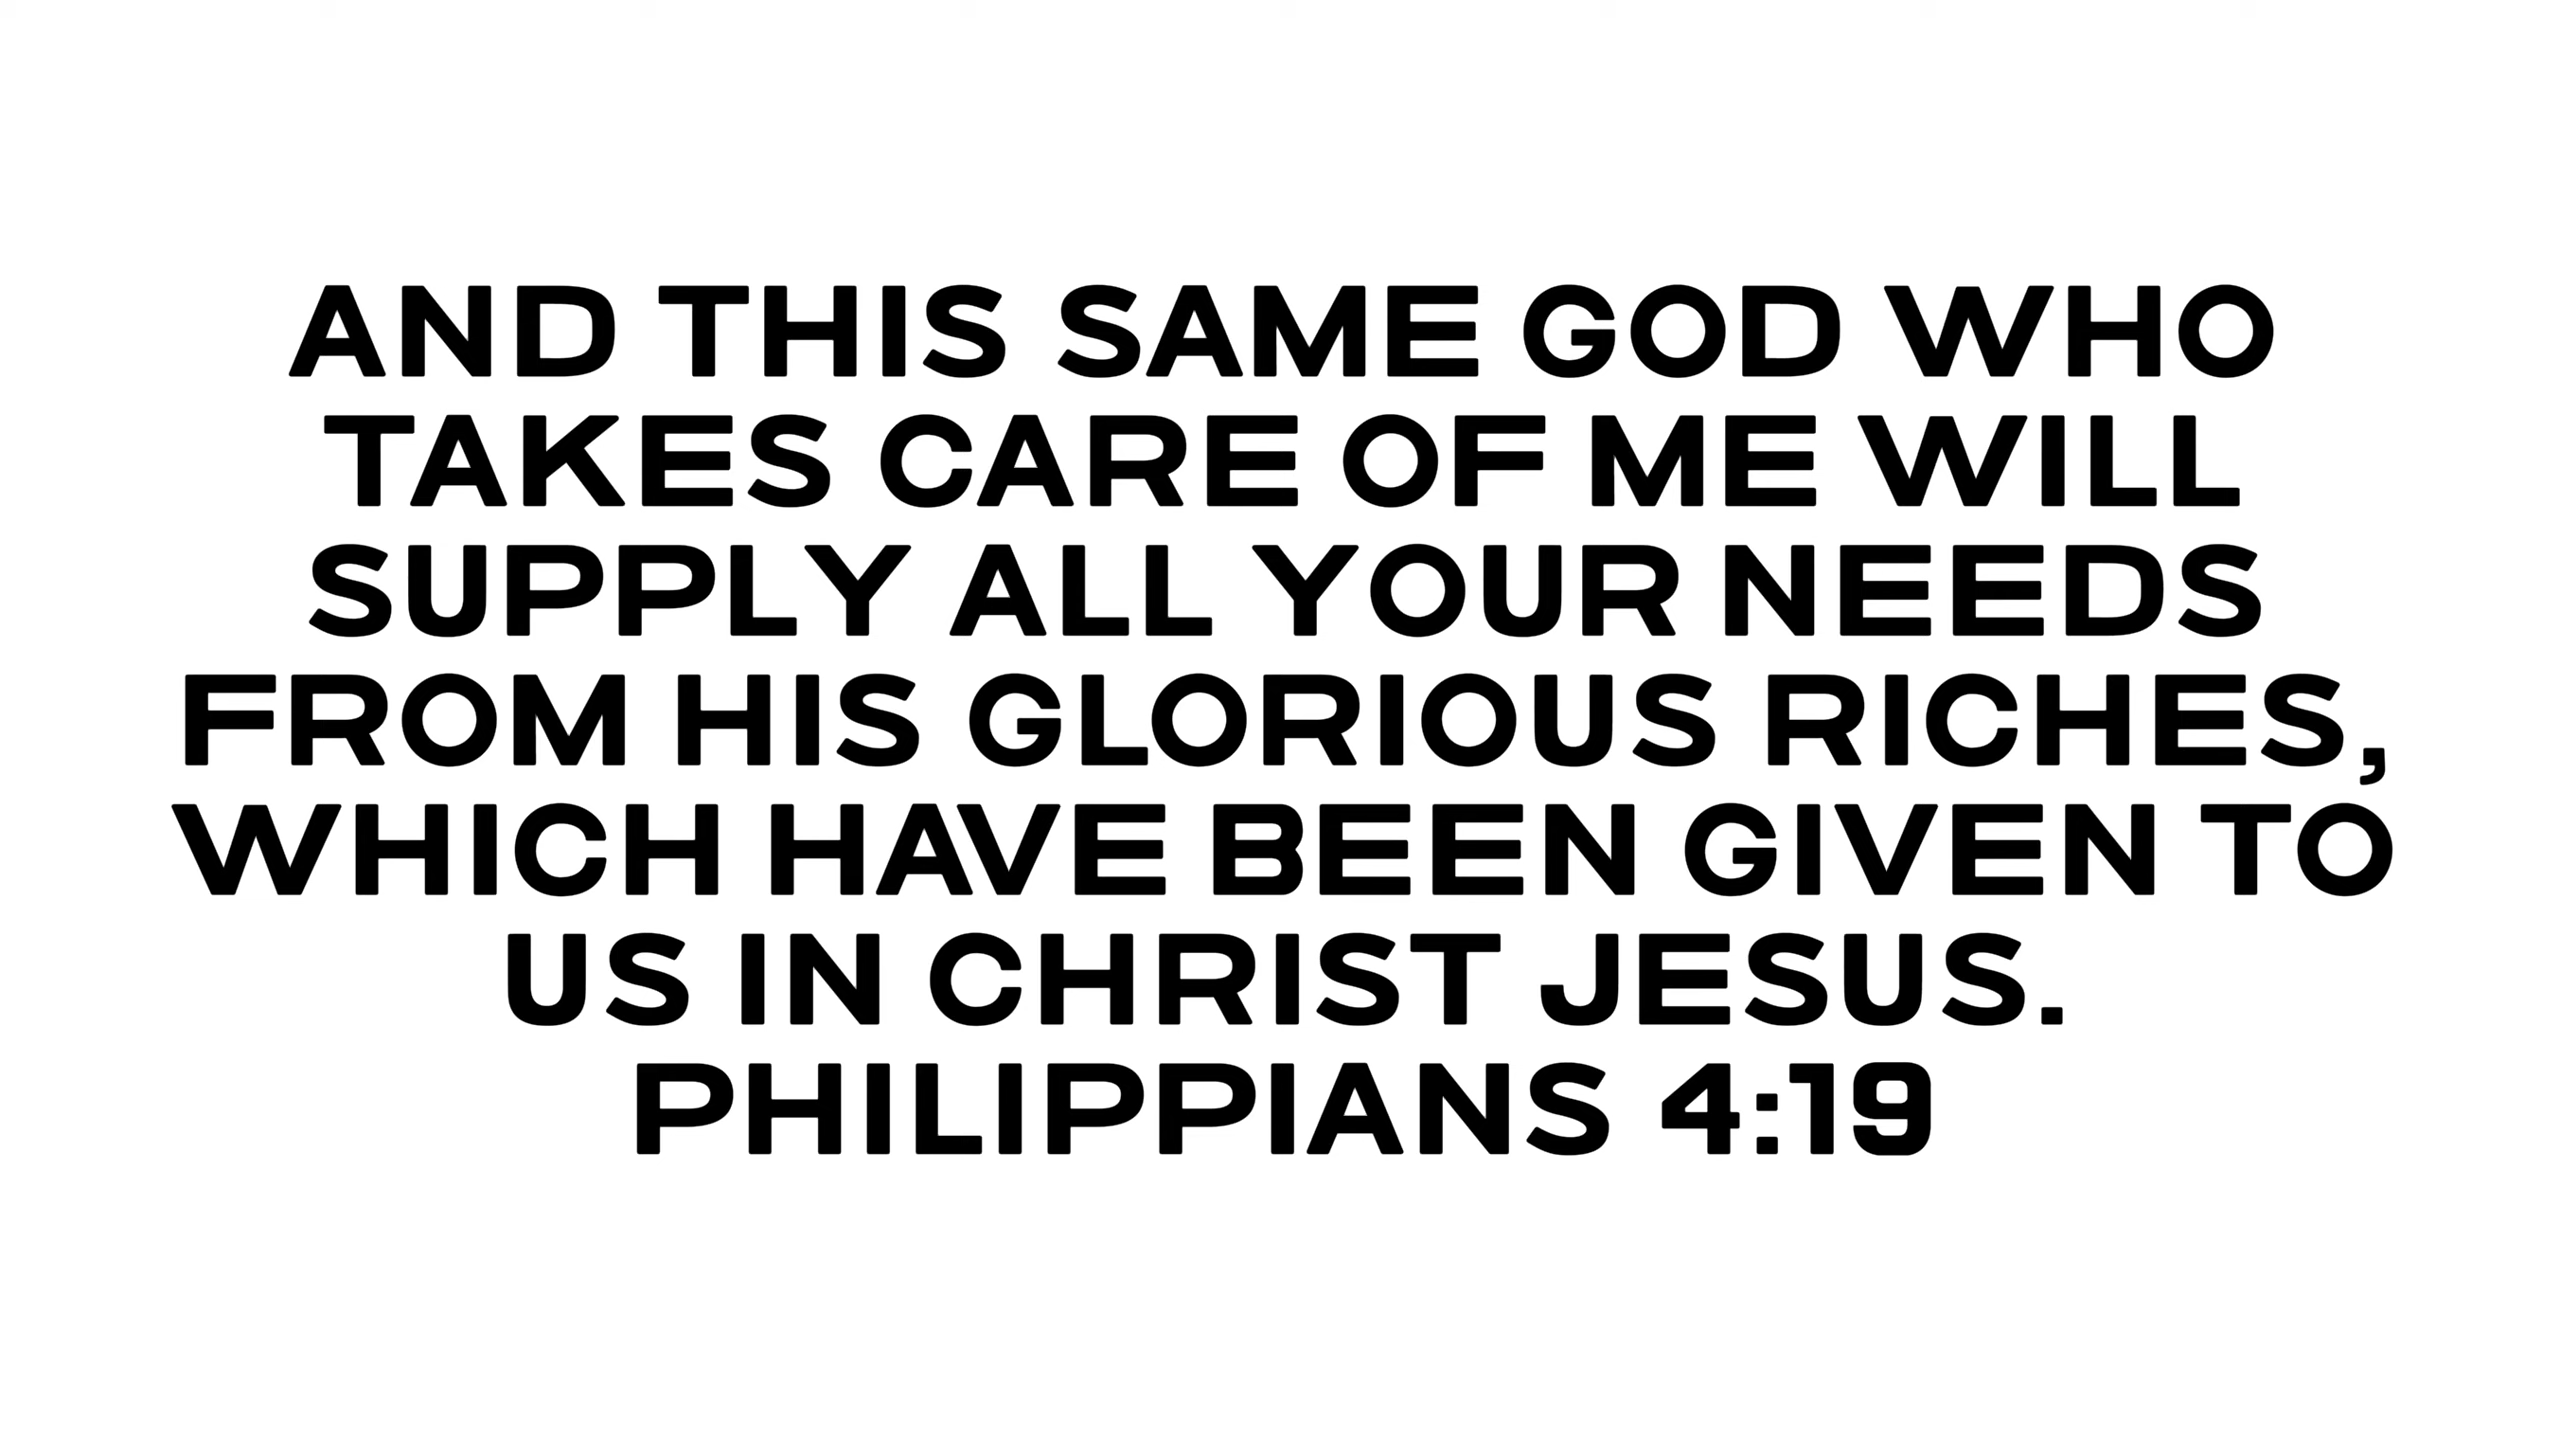 AND THIS SAME GOD WHO
TAKES CARE OF ME WILL
SUPPLY ALL YOUR NEEDS
FROM HIS GLORIOUS RICHES,
WHICH HAVE BEEN GIVEN TO
US IN CHRIST JESUS.
PHILIPPIANS 4:19